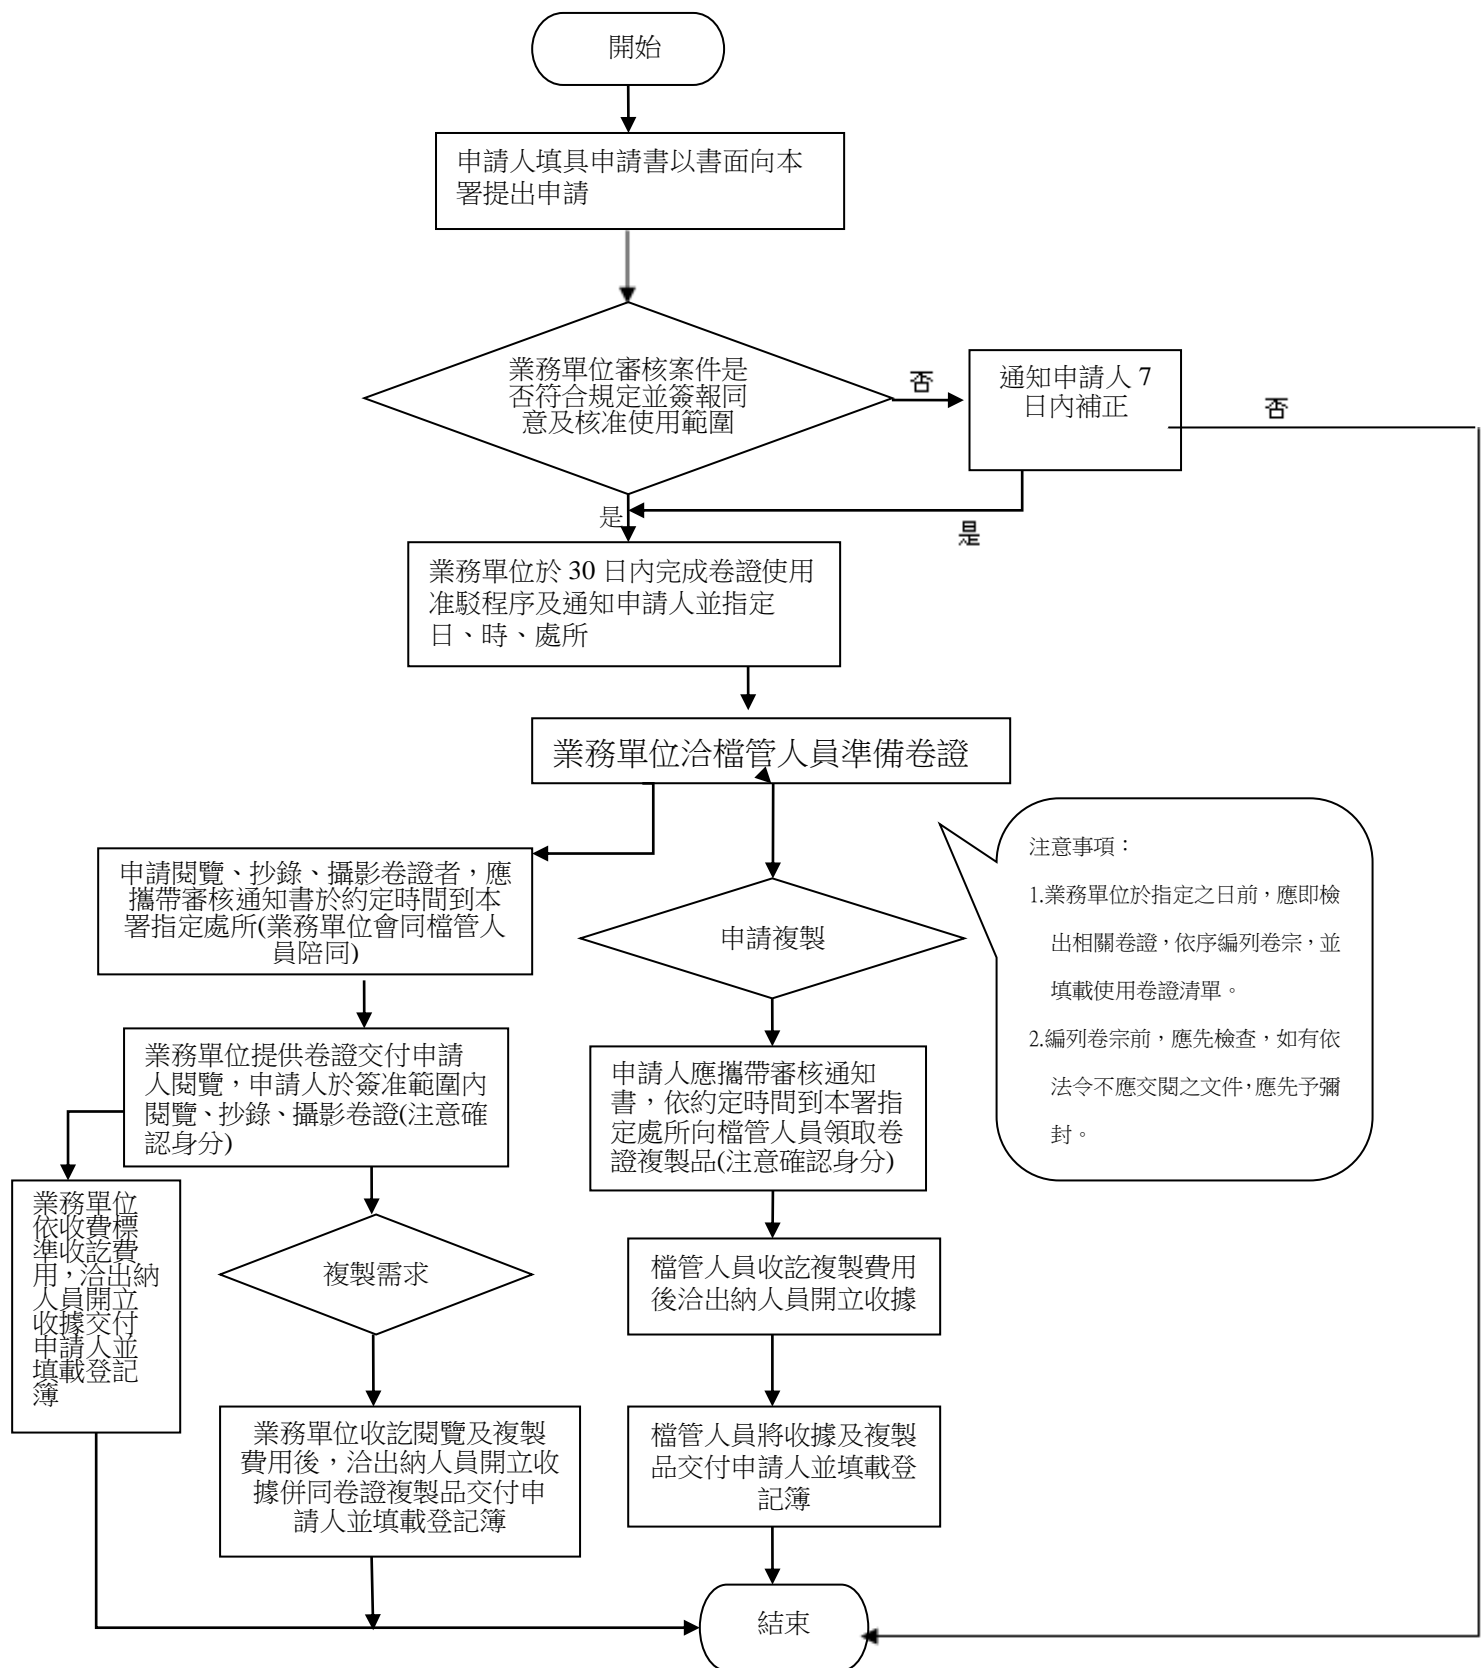 開始
申請人填具申請書以書面向本
署提出申請
業務單位審核案件是
否符合規定並簽報同
意及核准使用範圍
否
通知申請人 7
日內補正
否
是
是
業務單位於 30 日內完成卷證使用
准駁程序及通知申請人並指定
日、時、處所
業務單位洽檔管人員準備卷證
申請閱覽、抄錄、攝影卷證者，應
攜帶審核通知書於約定時間到本
署指定處所(業務單位會同檔管人
員陪同)
申請複製
注意事項：
1.業務單位於指定之日前，應即檢
出相關卷證，依序編列卷宗，並
填載使用卷證清單。
2.編列卷宗前，應先檢查，如有依
法令不應交閱之文件，應先予彌
封。
業務單位提供卷證交付申請
人閱覽，申請人於簽准範圍內
閱覽、抄錄、攝影卷證(注意確
認身分)
申請人應攜帶審核通知
書，依約定時間到本署指
定處所向檔管人員領取卷
證複製品(注意確認身分)
業務單位
依收費標
準收訖費
用，洽出納
人員開立
收據交付
申請人並
填載登記
簿
複製需求
檔管人員收訖複製費用
後洽出納人員開立收據
業務單位收訖閱覽及複製
費用後，洽出納人員開立收
據併同卷證複製品交付申
請人並填載登記簿
檔管人員將收據及複製
品交付申請人並填載登
記簿
結束